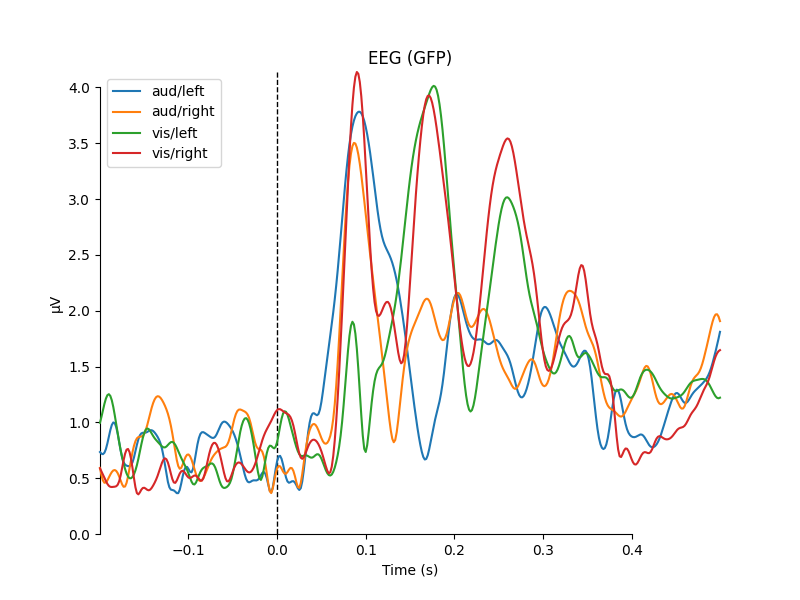 EEG (GFP)
aud/left
aud/right
vis/left
vis/right
4.0
3.5
3.0
2.5
2.0
1.5
1.0
0.5
0.0
µV
−0.1 0.0 0.1 0.2 0.3 0.4
Time (s)